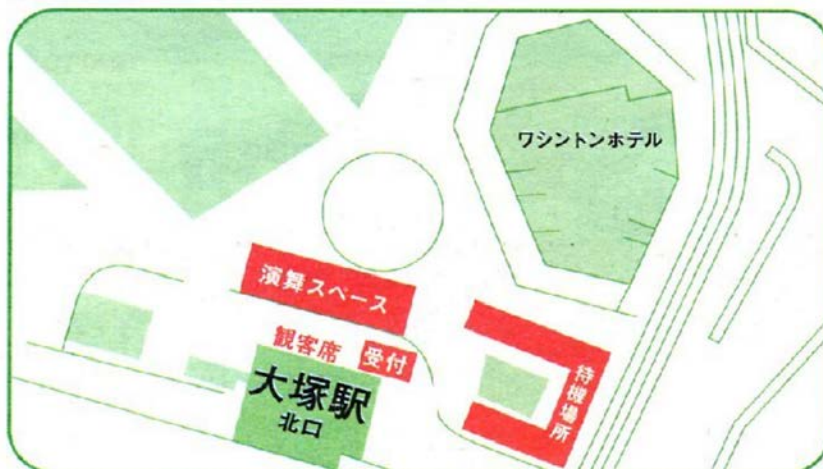 ワシントンホテル
演舞スペース
観客席
受付
大塚駅
北口
待機場所